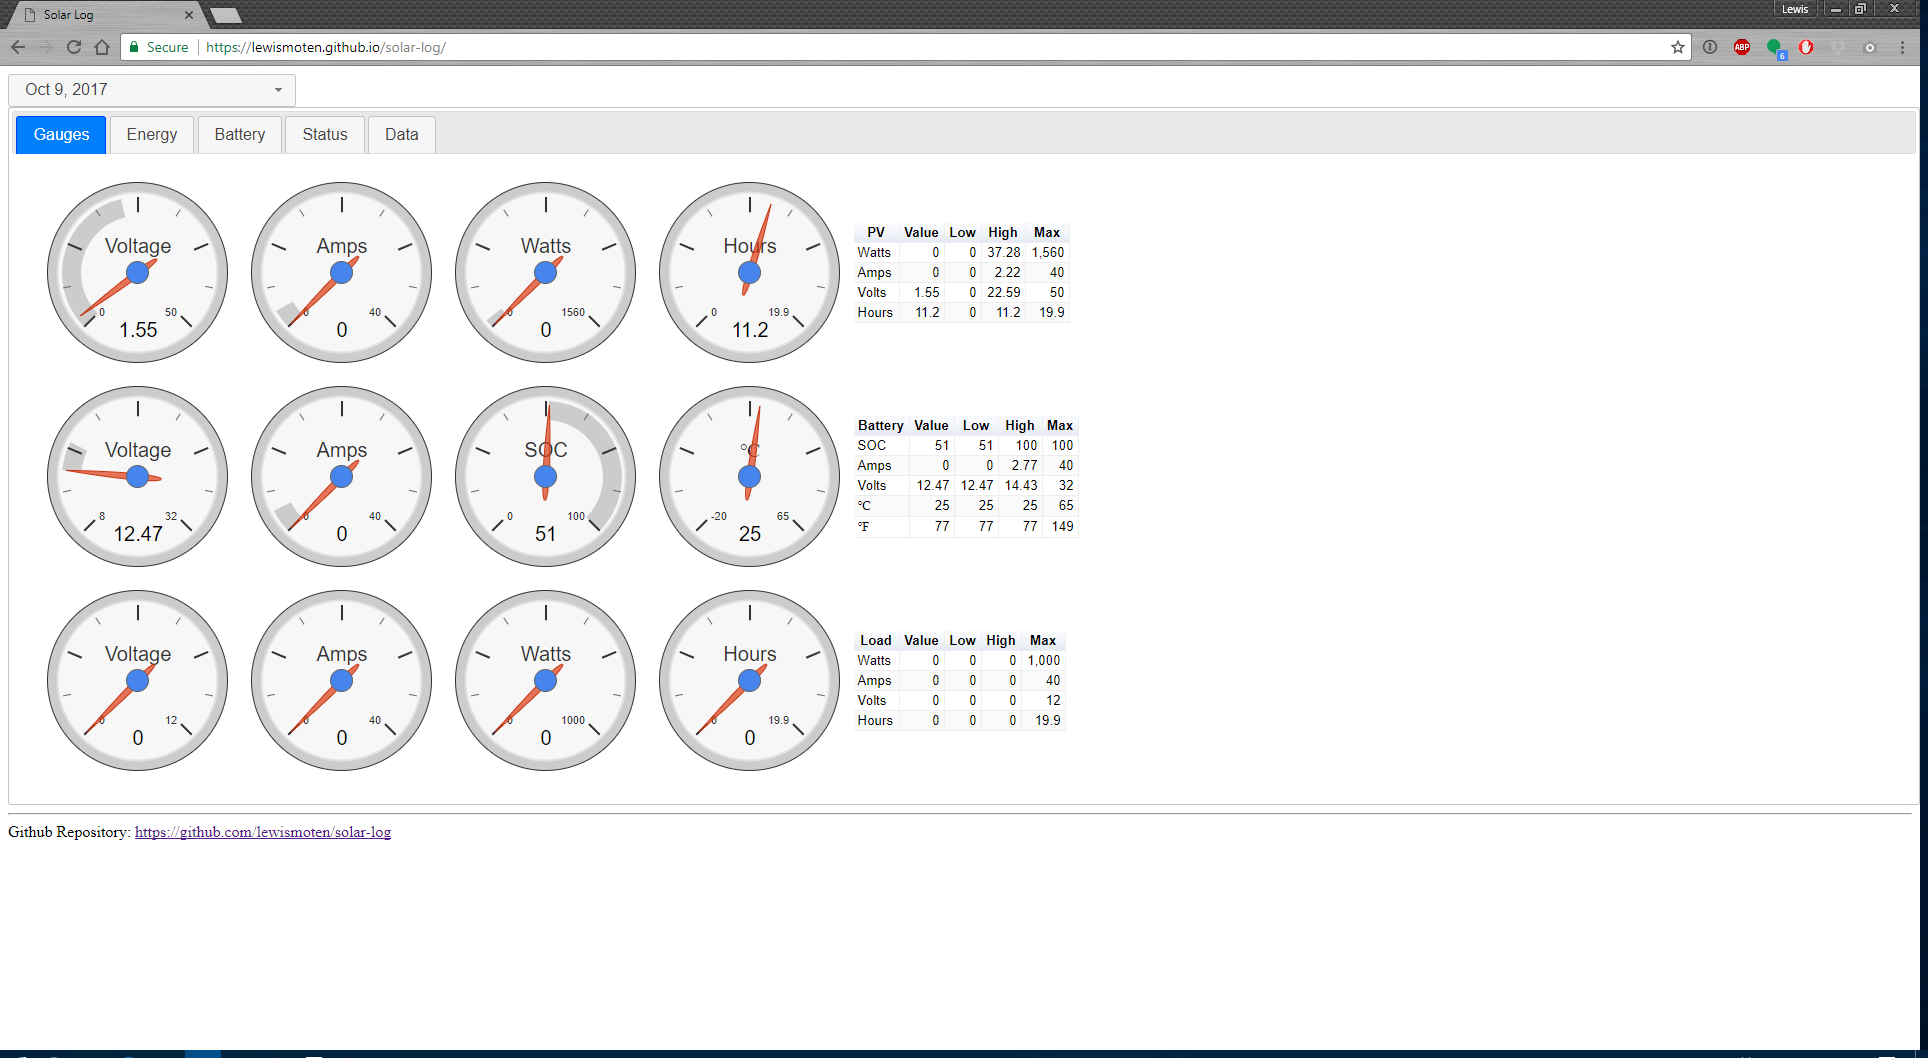 Solar Log
Lewis
Secure https://lewismoten.github.io/solar-log/
ABP
6
Oct 9, 2017
Gauges Energy Battery Status Data
Voltage 0 50 1.55
Amps 0 40 0
Watts 0 1560 0
Hours 0 19.9 11.2
PV Value Low High Max
Watts 0 0 37.28 1,560
Amps 0 0 2.22 40
Volts 1.55 0 22.59 50
Hours 11.2 0 11.2 19.9
Voltage 8 32 12.47
Amps 0 40 0
SOC 0 100 51
°C -20 65 25
Battery Value Low High Max
SOC 51 51 100 100
Amps 0 0 2.77 40
Volts 12.47 12.47 14.43 32
°C 25 25 25 65
°F 77 77 77 149
Voltage 0 12 0
Amps 0 40 0
Watts 0 1000 0
Hours 0 19.9 0
Load Value Low High Max
Watts 0 0 0 1,000
Amps 0 0 0 40
Volts 0 0 0 12
Hours 0 0 0 19.9
Github Repository: https://github.com/lewismoten/solar-log